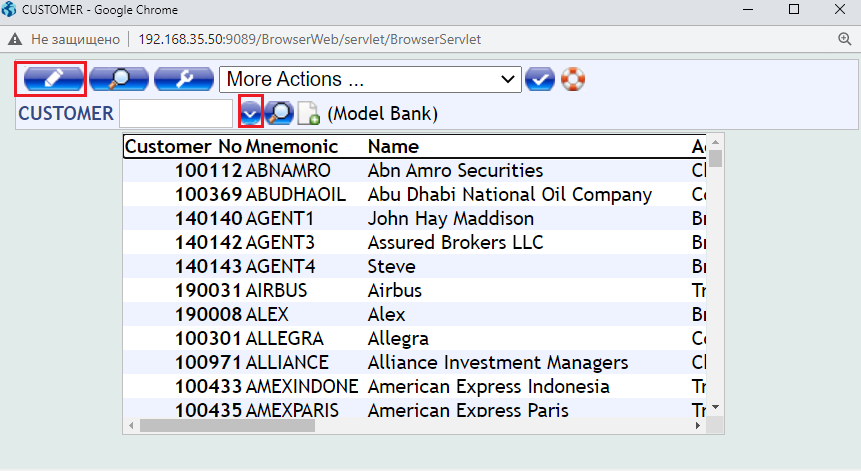 CUSTOMER - Google Chrome
Не защищено | 192.168.35.50:9089/BrowserWeb/servlet/BrowserServlet
More Actions ...
CUSTOMER (Model Bank)
Customer No Mnemonic Name Ac
100112 ABNAMRO Abn Amro Securities Cl
100369 ABUDHAOIL Abu Dhabi National Oil Company Co
140140 AGENT1 John Hay Maddison Br
140142 AGENT3 Assured Brokers LLC Br
140143 AGENT4 Steve Br
190031 AIRBUS Airbus Tr
190008 ALEX Alex Br
100301 ALLEGRA Allegra Co
100971 ALLIANCE Alliance Investment Managers Cl
100433 AMEXINDONE American Express Indonesia Tr
100435 AMEXPARIS American Express Paris Tr